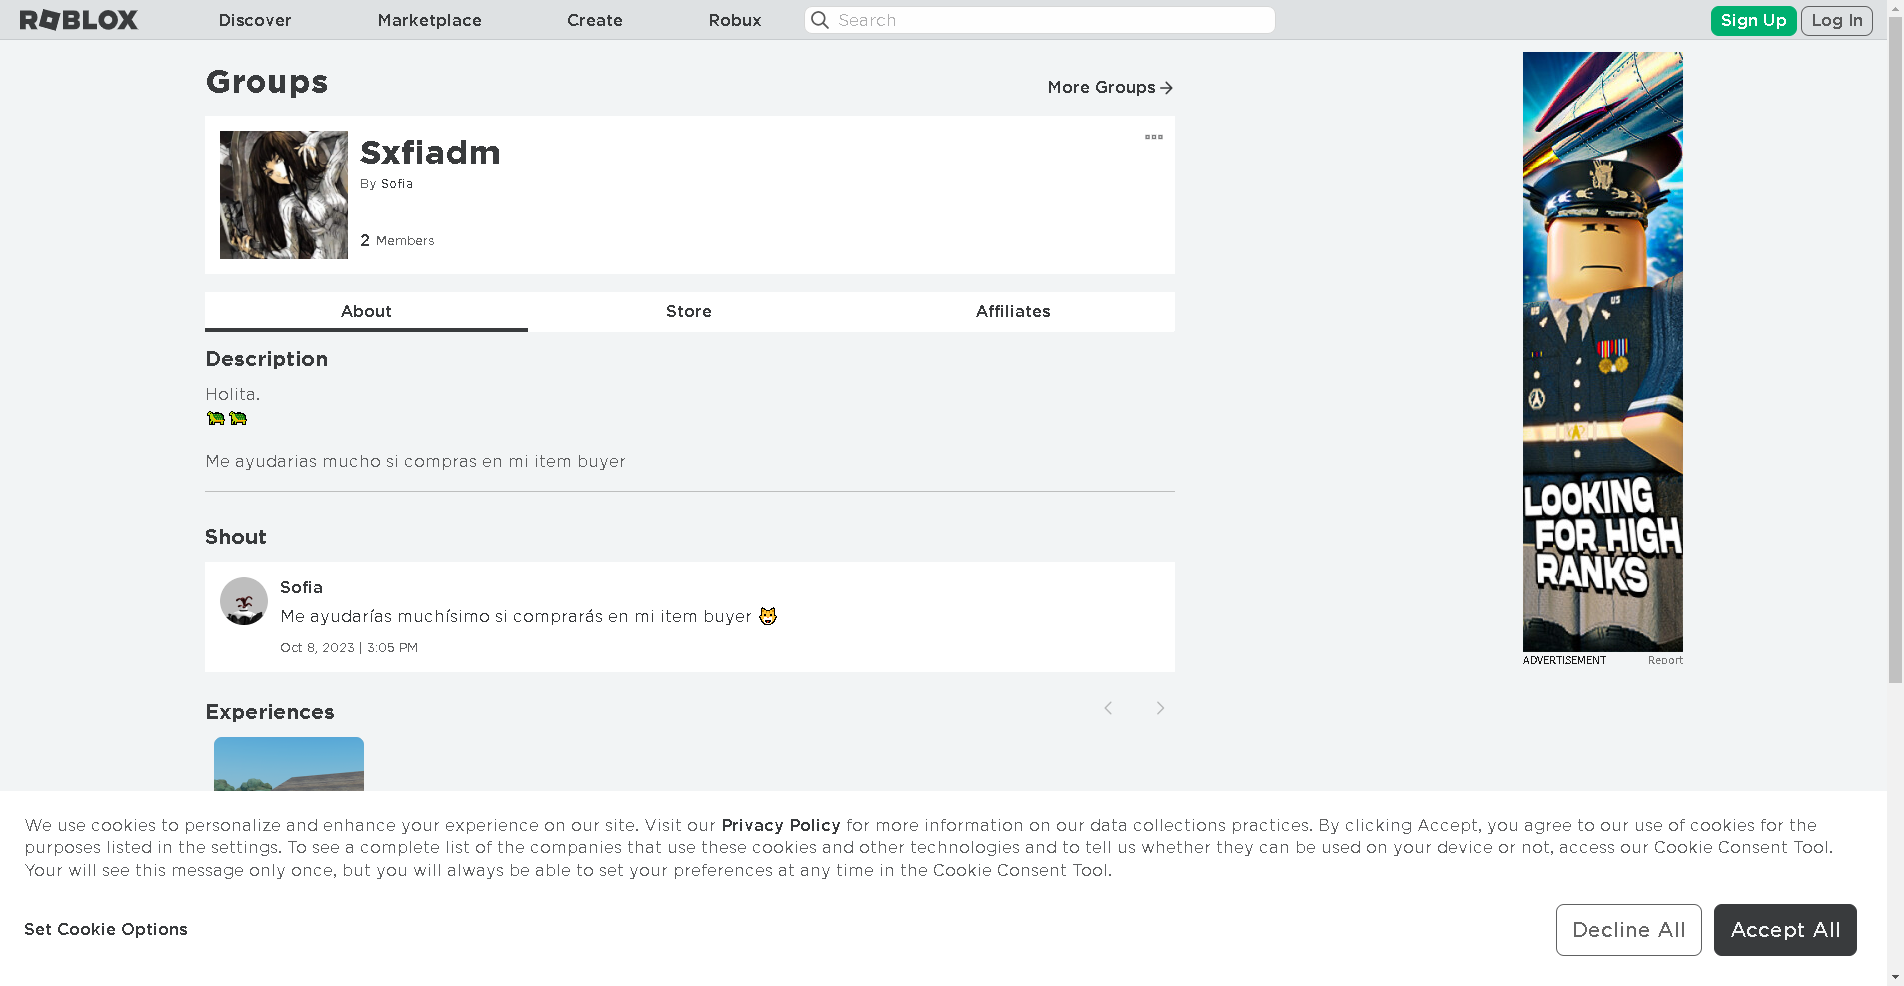 ROBLOX Discover Marketplace Create Robux Search Sign Up Log In
Groups
More Groups
Sxfiadm
By Sofia
2 Members
About Store Affiliates
Description
Holita.
🐢🐢
Me ayudarias mucho si compras en mi item buyer
Shout
Sofia
Me ayudarías muchísimo si comprarás en mi item buyer 🐱
Oct 8, 2023 | 3:05 PM
Experiences
US US
LOOKING
FOR HIGH
RANKS
ADVERTISEMENT Report
We use cookies to personalize and enhance your experience on our site. Visit our Privacy Policy for more information on our data collections practices. By clicking Accept, you agree to our use of cookies for the
purposes listed in the settings. To see a complete list of the companies that use these cookies and other technologies and to tell us whether they can be used on your device or not, access our Cookie Consent Tool.
Your will see this message only once, but you will always be able to set your preferences at any time in the Cookie Consent Tool.
Set Cookie Options
Decline All Accept All